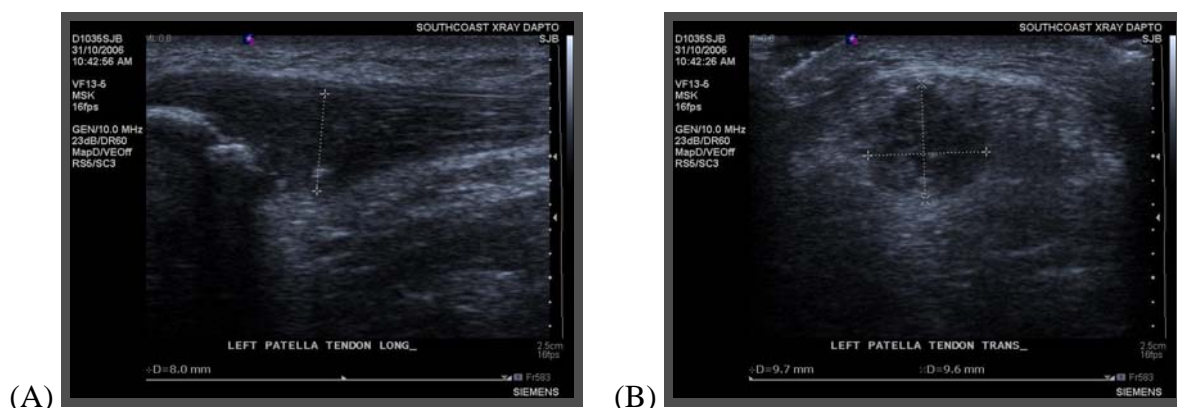 SOUTHCOAST XRAY DAPTO
SJB
D1035SJB
31/10/2006
10:42:56 AM
VF13-5
MSK
16fps
GEN/10.0 MHz
23dB/DR60
MapD/VEOff
RS5/SC3
LEFT PATELLA TENDON LONG_
2.5cm
16fps
D=8.0 mm
Fr583
SIEMENS
(A)
SOUTHCOAST XRAY DAPTO
SJB
D1035SJB
31/10/2006
10:42:26 AM
VF13-5
MSK
16fps
GEN/10.0 MHz
23dB/DR60
MapD/VEOff
RS5/SC3
LEFT PATELLA TENDON TRANS_
2.5cm
16fps
D=9.7 mm D=9.6 mm
Fr583
SIEMENS
(B)